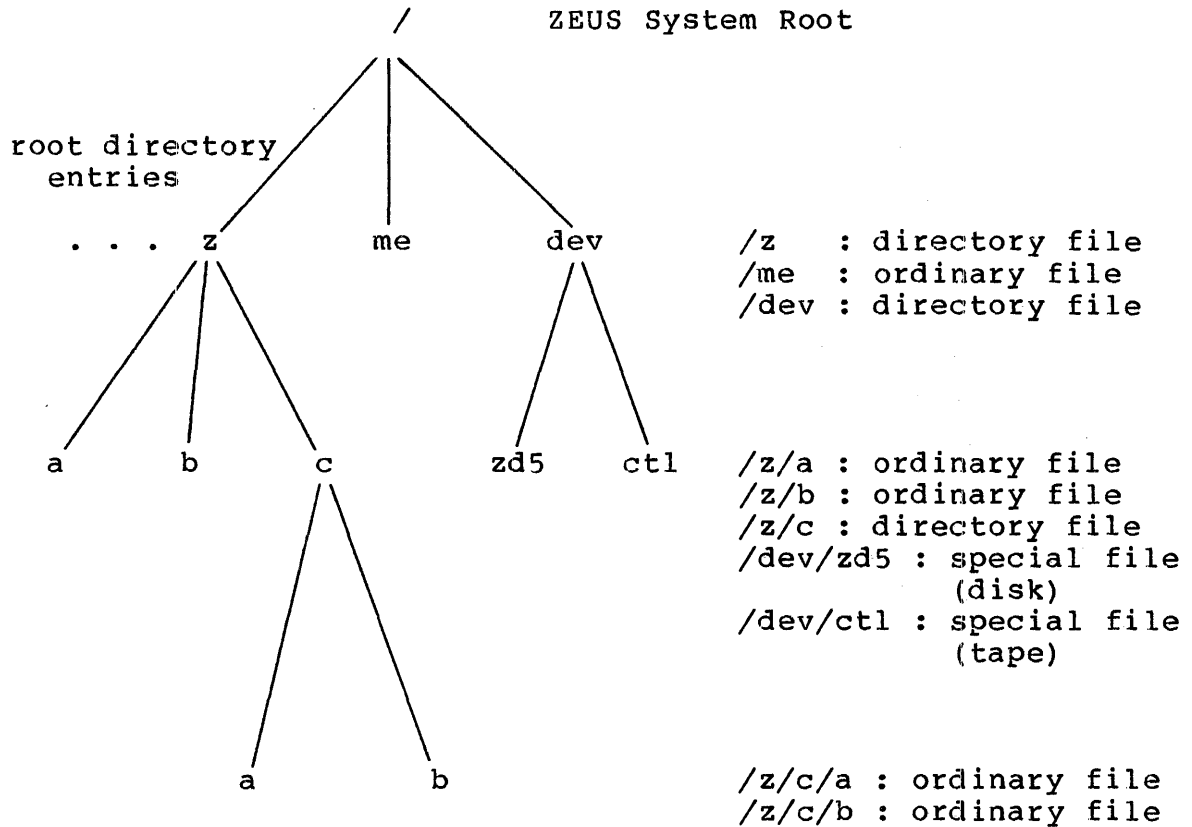 / ZEUS System Root
root directory
entries
. . . z me dev /z : directory file
/me : ordinary file
/dev : directory file
a b c zd5 ctl /z/a : ordinary file
/z/b : ordinary file
/z/c : directory file
/dev/zd5 : special file
(disk)
/dev/ctl : special file
(tape)
a b /z/c/a : ordinary file
/z/c/b : ordinary file